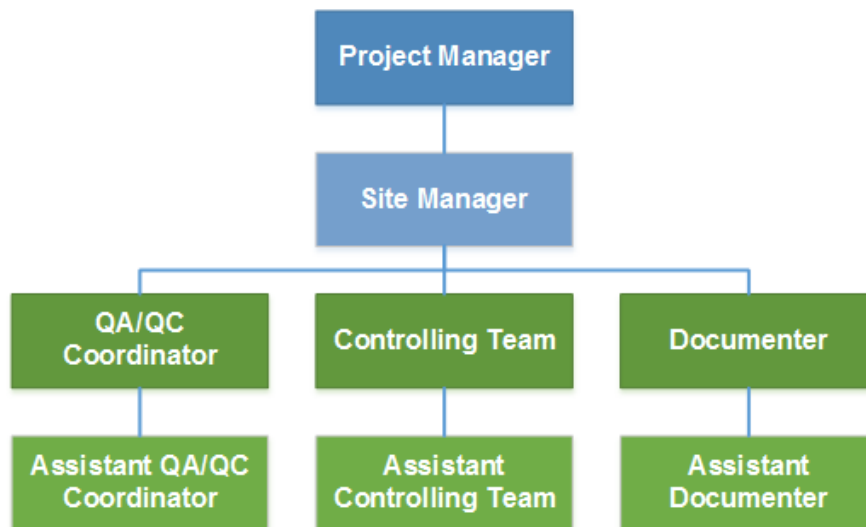 Project Manager
Site Manager
QA/QC
Coordinator
Controlling Team
Documenter
Assistant QA/QC
Coordinator
Assistant
Controlling Team
Assistant
Documenter